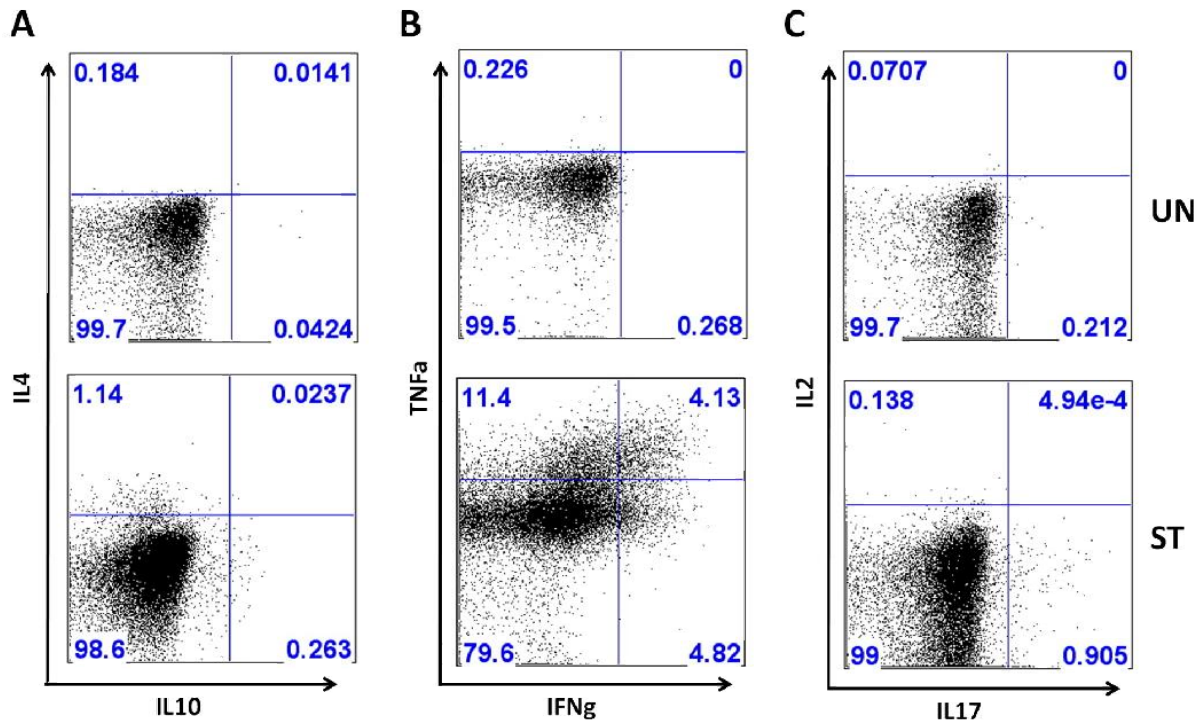 A
B
C
0.184
0.0141
0.226
0
0.0707
0
99.7
0.0424
99.5
0.268
99.7
0.212
UN
IL4
TNFa
IL2
1.14
0.0237
11.4
4.13
0.138
4.94e-4
ST
98.6
0.263
79.6
4.82
99
0.905
IL10
IFNg
IL17